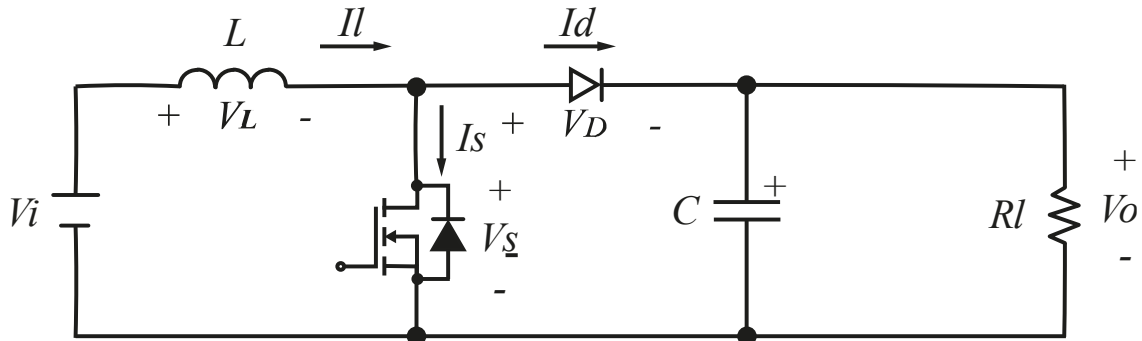 L
Il
Id
+ VL -
Is
+ VD -
Vi
+
Vs
-
C
+
Rl
+
Vo
-